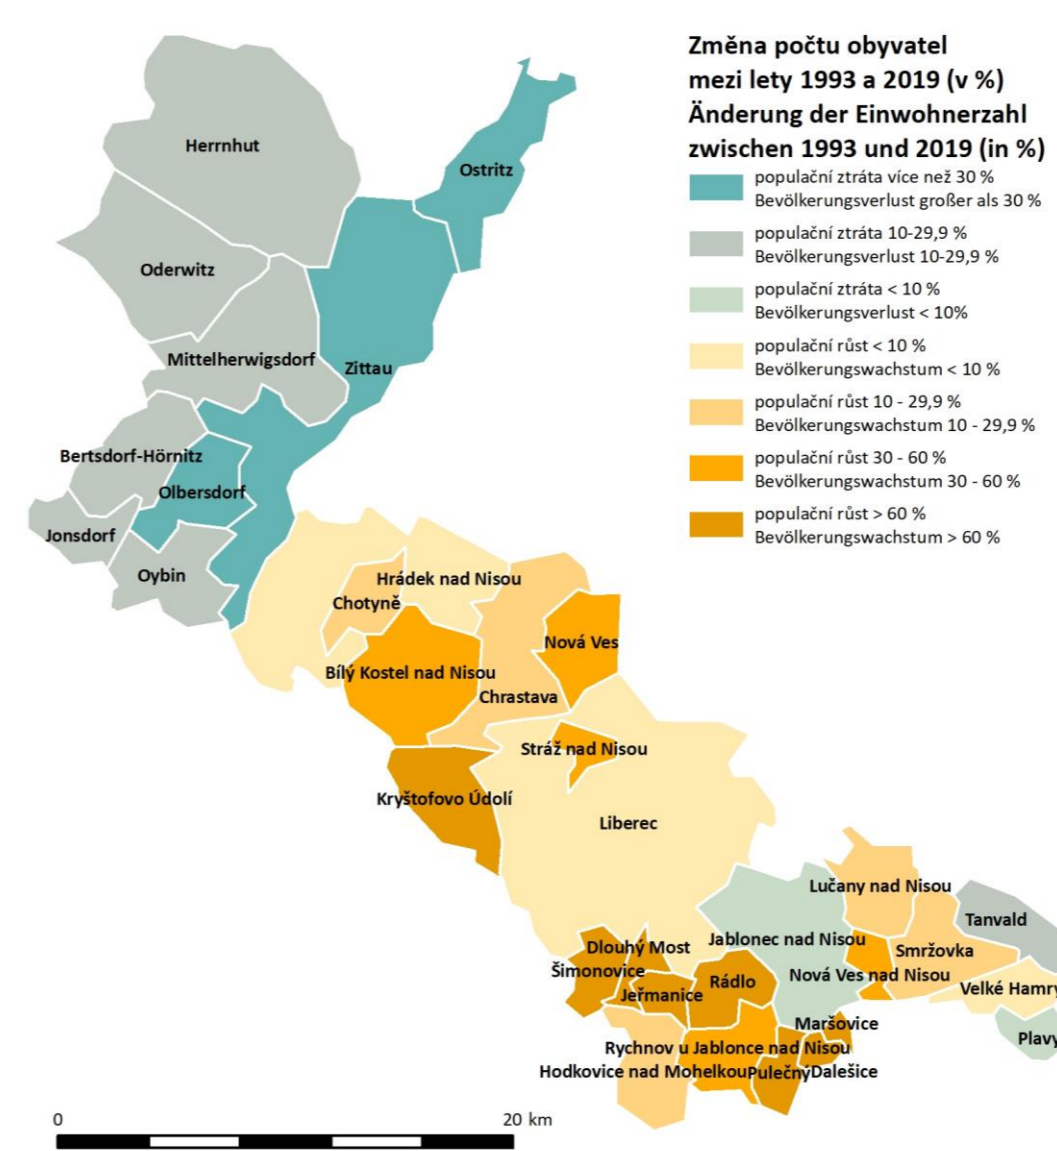 Změna počtu obyvatel
mezi lety 1993 a 2019 (v %)
Änderung der Einwohnerzahl
zwischen 1993 und 2019 (in %)
populační ztráta více než 30 %
Bevölkerungsverlust großer als 30 %
populační ztráta 10-29,9 %
Bevölkerungsverlust 10-29,9 %
populační ztráta < 10 %
Bevölkerungsverlust < 10%
populační růst < 10 %
Bevölkerungswachstum < 10 %
populační růst 10 - 29,9 %
Bevölkerungswachstum 10 - 29,9 %
populační růst 30 - 60 %
Bevölkerungswachstum 30 - 60 %
populační růst > 60 %
Bevölkerungswachstum > 60 %
Herrnhut
Ostritz
Oderwitz
Mittelherwigsdorf
Zittau
Bertsdorf-Hörnitz
Olbersdorf
Jonsdorf
Oybin
Hrádek nad Nisou
Chotyně
Nová Ves
Bílý Kostel nad Nisou
Chrastava
Stráž nad Nisou
Kryštofovo Údolí
Liberec
Lučany nad Nisou
Tanvald
Jablonec nad Nisou
Dlouhý Most
Smržovka
Šimonovice
Nová Ves nad Nisou
Rádlo
Velké Hamry
Jeřmanice
Maršovice
Plavy
Rychnov u Jablonce nad Nisou
Hodkovice nad Mohelkou
Pulečný
Dalešice
0
20 km